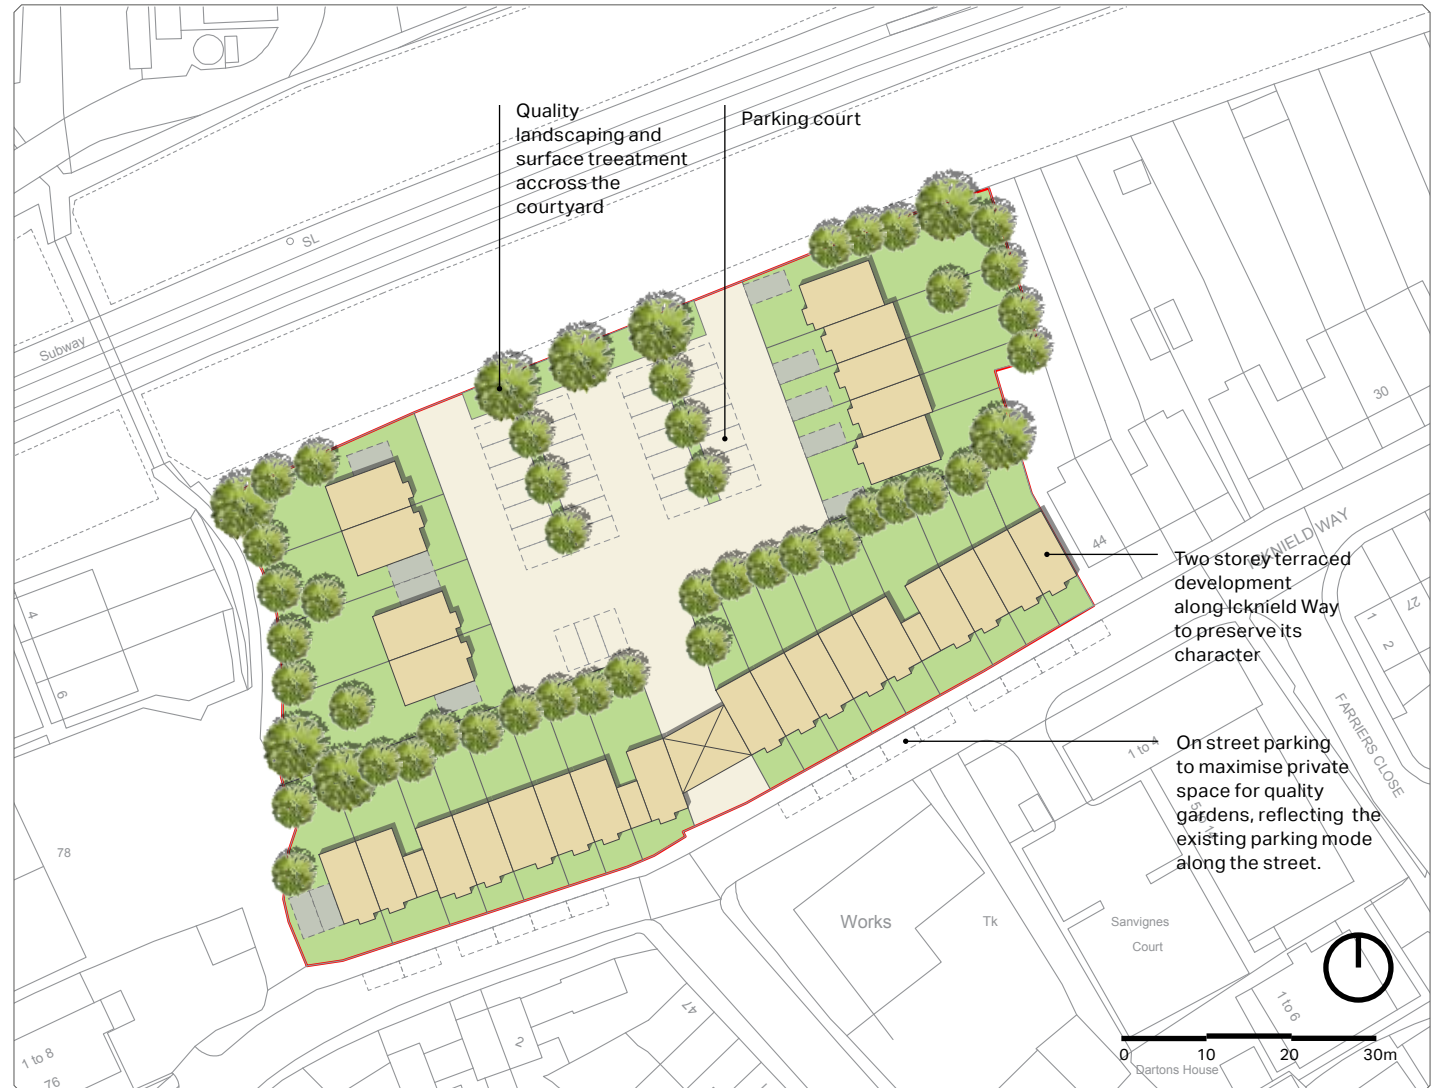 Quality
landscaping and
surface treeatment
accross the
courtyard
Parking court
SL
Subway
30
44
ICKNIELD WAY
Two storey terraced
development
along Icknield Way
to preserve its
character
27
1
2
4
6
FARRIERS CLOSE
1 to 4
On street parking
to maximise private
space for quality
gardens, reflecting the
existing parking mode
along the street.
78
Works
Tk
Sanvignes
Court
47
2
1 to 6
1 to 8
76
0
10
20
30m
Dartons House